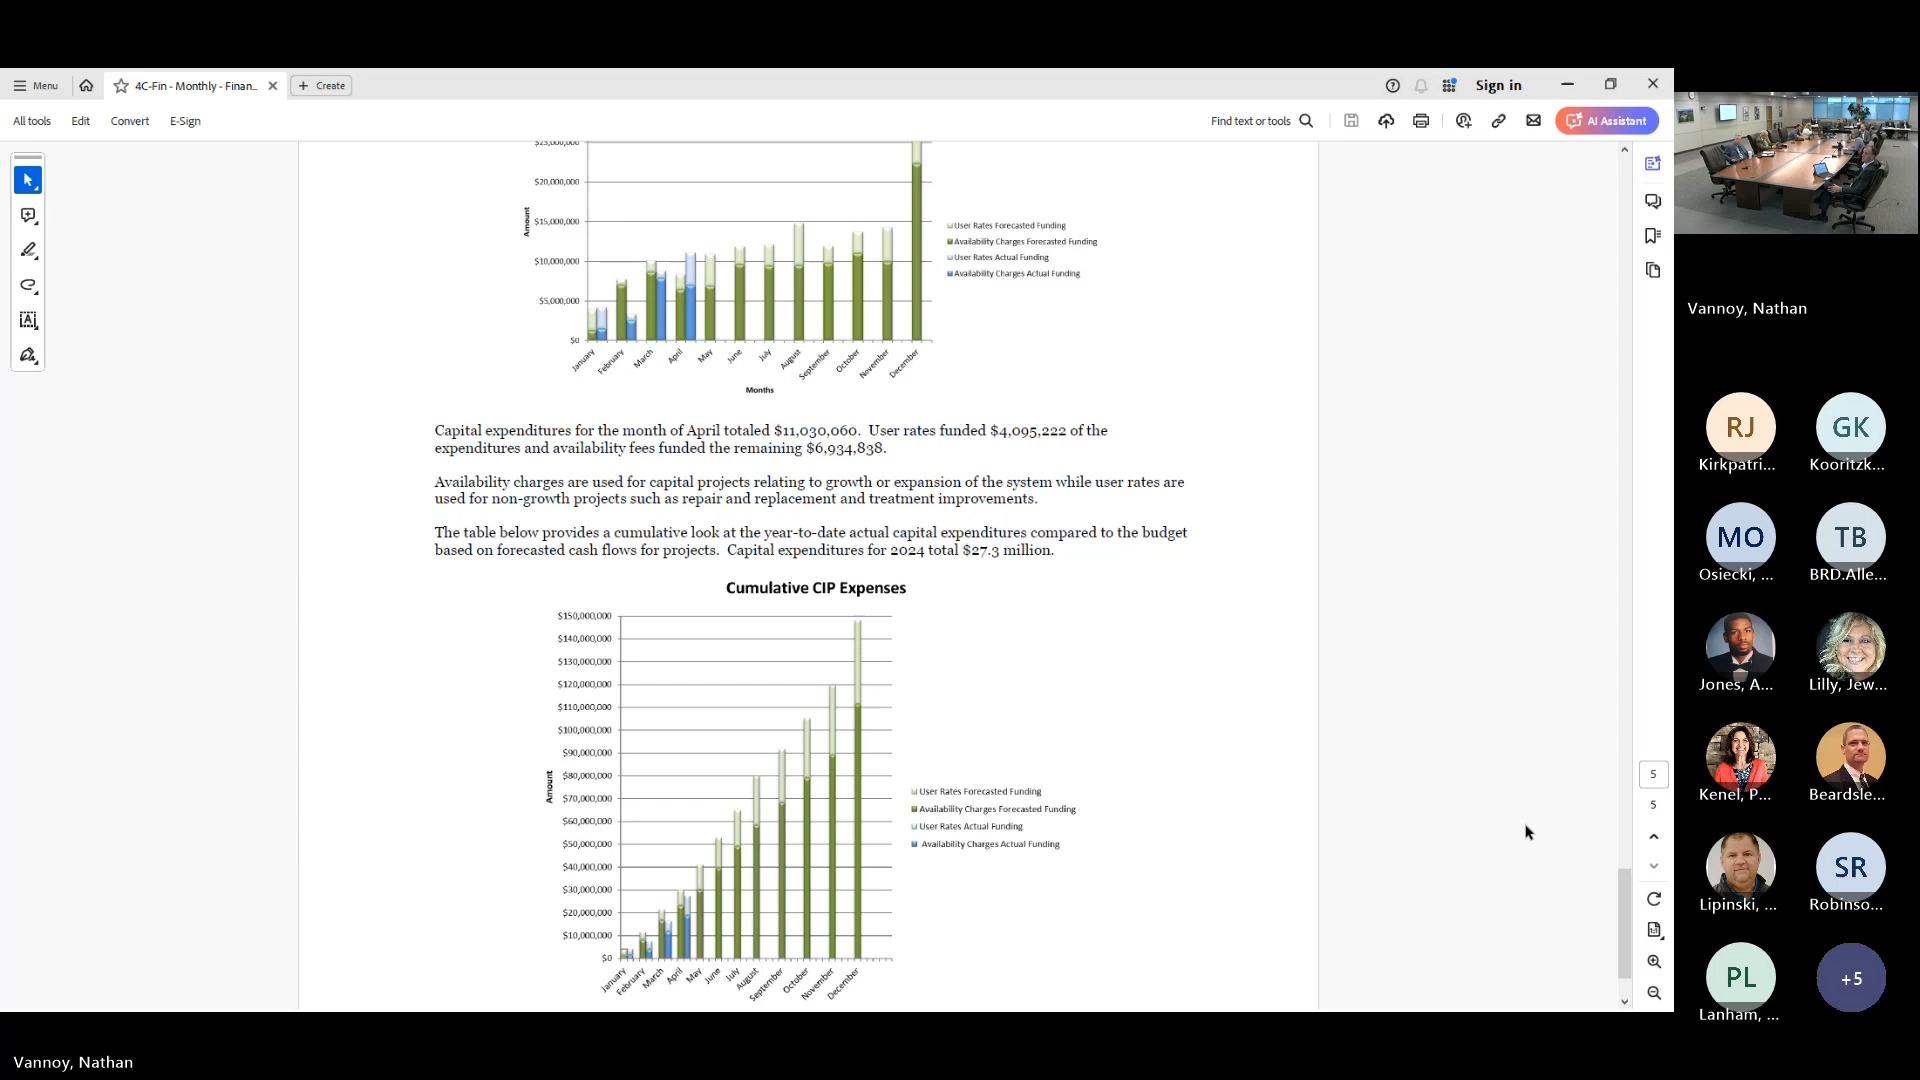 Menu
4C-Fin - Monthly - Finan...
Create
Sign in
All tools
Edit
Convert
E-Sign
Find text or tools
AI Assistant
$25,000,000
$20,000,000
$15,000,000
$10,000,000
$5,000,000
$0
Amount
January
February
March
April
May
June
July
August
September
October
November
December
Months
User Rates Forecasted Funding
Availability Charges Forecasted Funding
User Rates Actual Funding
Availability Charges Actual Funding
Capital expenditures for the month of April totaled $11,030,060. User rates funded $4,095,222 of the
expenditures and availability fees funded the remaining $6,934,838.
Availability charges are used for capital projects relating to growth or expansion of the system while user rates are
used for non-growth projects such as repair and replacement and treatment improvements.
The table below provides a cumulative look at the year-to-date actual capital expenditures compared to the budget
based on forecasted cash flows for projects. Capital expenditures for 2024 total $27.3 million.
Cumulative CIP Expenses
$150,000,000
$140,000,000
$130,000,000
$120,000,000
$110,000,000
$100,000,000
$90,000,000
$80,000,000
$70,000,000
$60,000,000
$50,000,000
$40,000,000
$30,000,000
$20,000,000
$10,000,000
$0
Amount
January
February
March
April
May
June
July
August
September
October
November
December
User Rates Forecasted Funding
Availability Charges Forecasted Funding
User Rates Actual Funding
Availability Charges Actual Funding
5
5
Vannoy, Nathan
RJ
Kirkpatri...
GK
Kooritzk...
MO
Osiecki, ...
TB
BRD.Alle...
Jones, A...
Lilly, Jew...
Kenel, P...
Beardsle...
Lipinski, ...
SR
Robinso...
PL
Lanham, ...
+5
Vannoy, Nathan